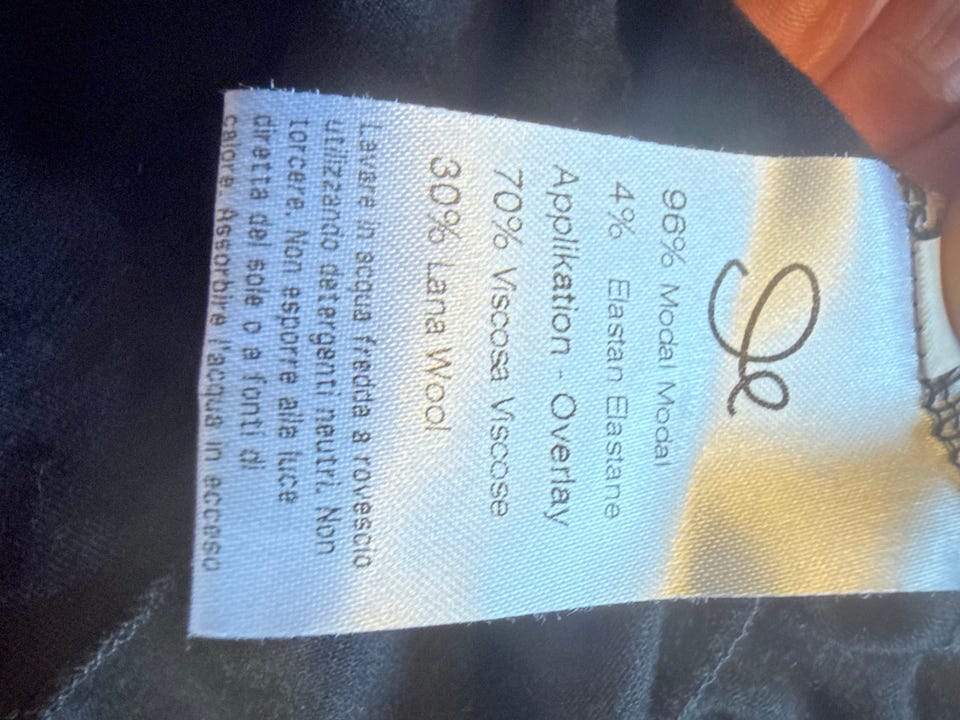 96% Modal Modal
4% Elastan Elastane
Applikation - Overlay
70% Viscosa Viscose
30% Lana Wool
Lavare in acqua fredda a rovescio
utilizzando detergenti neutri. Non
torcere. Non esporre alla luce
diretta del sole o a fonti di
calore. Assorbire l'acqua in eccesso